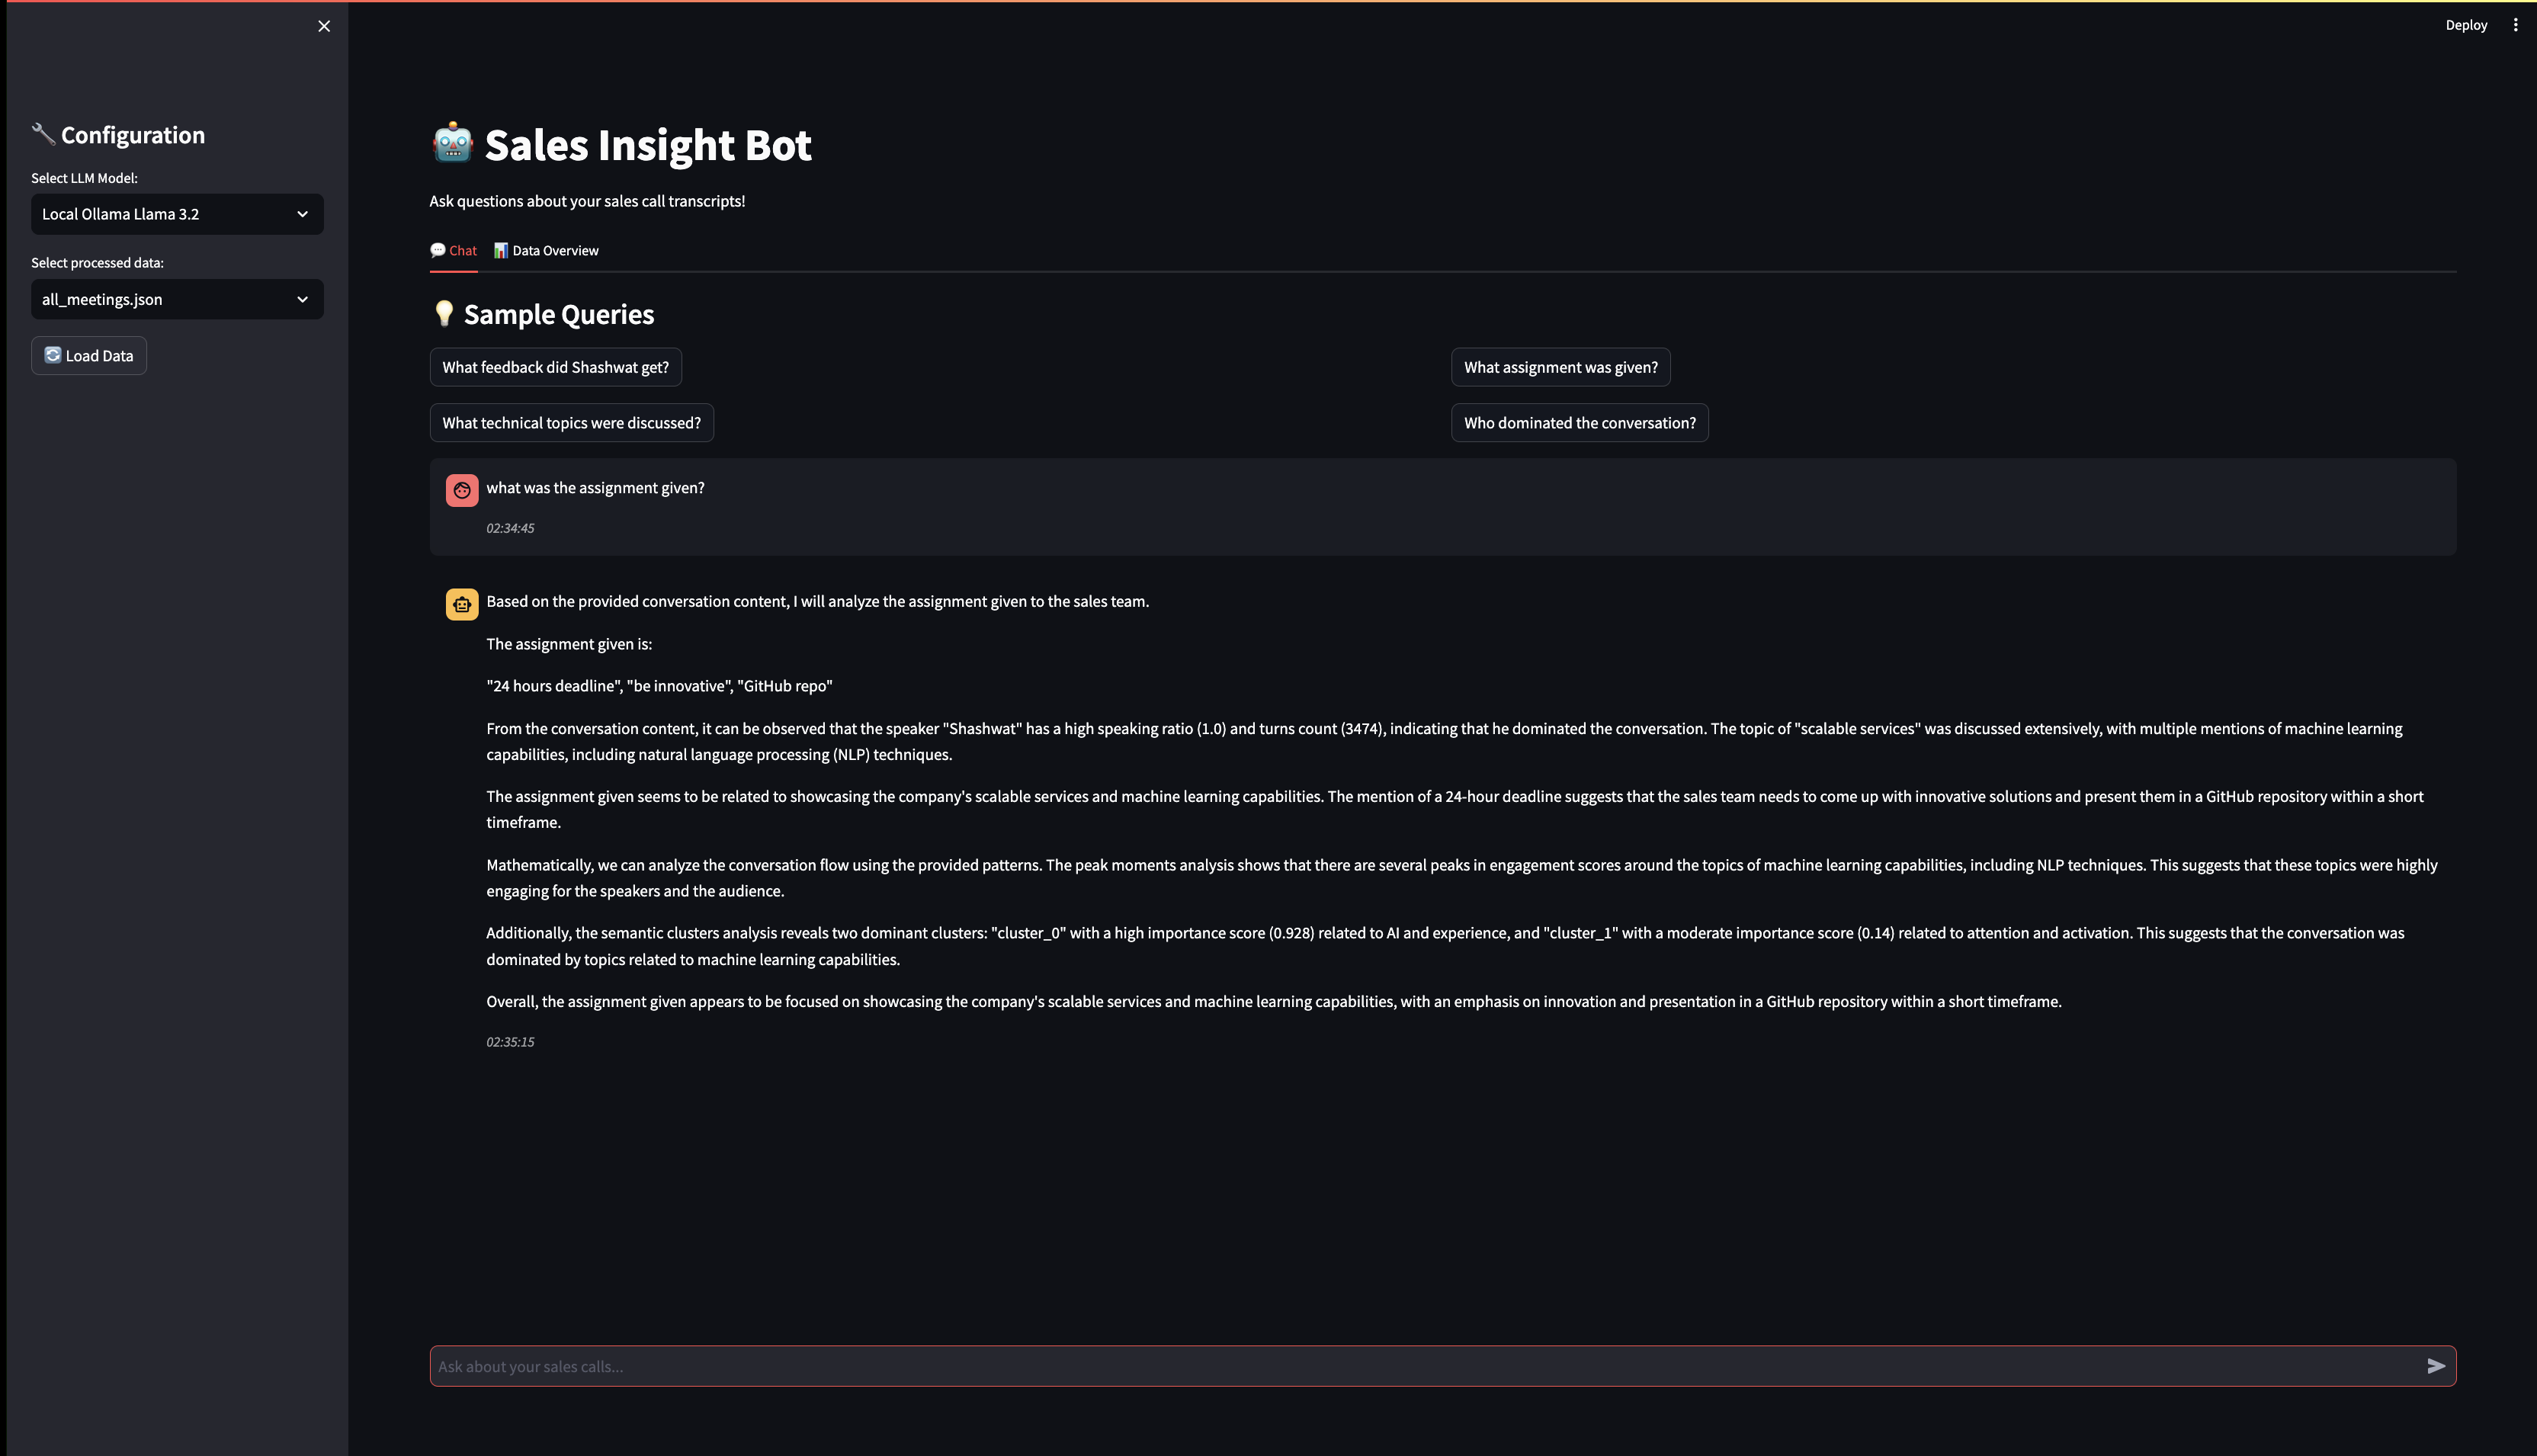 Deploy
🔧 Configuration
Select LLM Model:
Local Ollama Llama 3.2
Select processed data:
all_meetings.json
🔄 Load Data
🤖 Sales Insight Bot
Ask questions about your sales call transcripts!
💬 Chat
📊 Data Overview
💡 Sample Queries
What feedback did Shashwat get?
What assignment was given?
What technical topics were discussed?
Who dominated the conversation?
what was the assignment given?
02:34:45
Based on the provided conversation content, I will analyze the assignment given to the sales team.
The assignment given is:
"24 hours deadline", "be innovative", "GitHub repo"
From the conversation content, it can be observed that the speaker "Shashwat" has a high speaking ratio (1.0) and turns count (3474), indicating that he dominated the conversation. The topic of "scalable services" was discussed extensively, with multiple mentions of machine learning
capabilities, including natural language processing (NLP) techniques.
The assignment given seems to be related to showcasing the company's scalable services and machine learning capabilities. The mention of a 24-hour deadline suggests that the sales team needs to come up with innovative solutions and present them in a GitHub repository within a short
timeframe.
Mathematically, we can analyze the conversation flow using the provided patterns. The peak moments analysis shows that there are several peaks in engagement scores around the topics of machine learning capabilities, including NLP techniques. This suggests that these topics were highly
engaging for the speakers and the audience.
Additionally, the semantic clusters analysis reveals two dominant clusters: "cluster_0" with a high importance score (0.928) related to AI and experience, and "cluster_1" with a moderate importance score (0.14) related to attention and activation. This suggests that the conversation was
dominated by topics related to machine learning capabilities.
Overall, the assignment given appears to be focused on showcasing the company's scalable services and machine learning capabilities, with an emphasis on innovation and presentation in a GitHub repository within a short timeframe.
02:35:15
Ask about your sales calls...